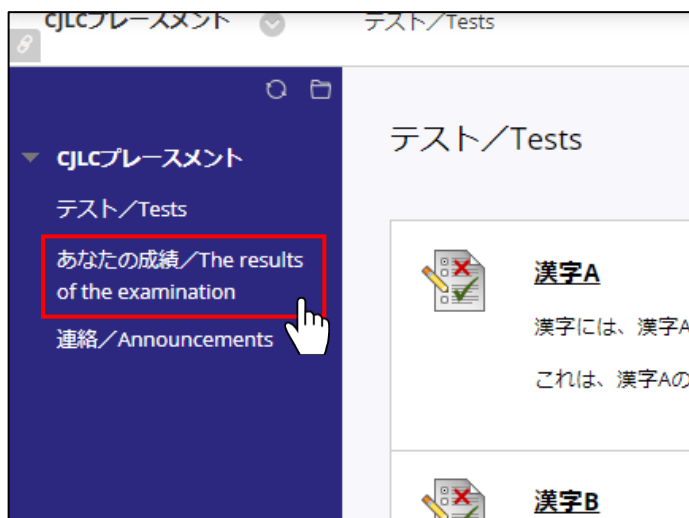 CJLCプレースメント
テスト／Tests
CJLCプレースメント
テスト／Tests
あなたの成績／The results
of the examination
連絡／Announcements
テスト／Tests
漢字A
漢字には、漢字A
これは、漢字Aの
漢字B